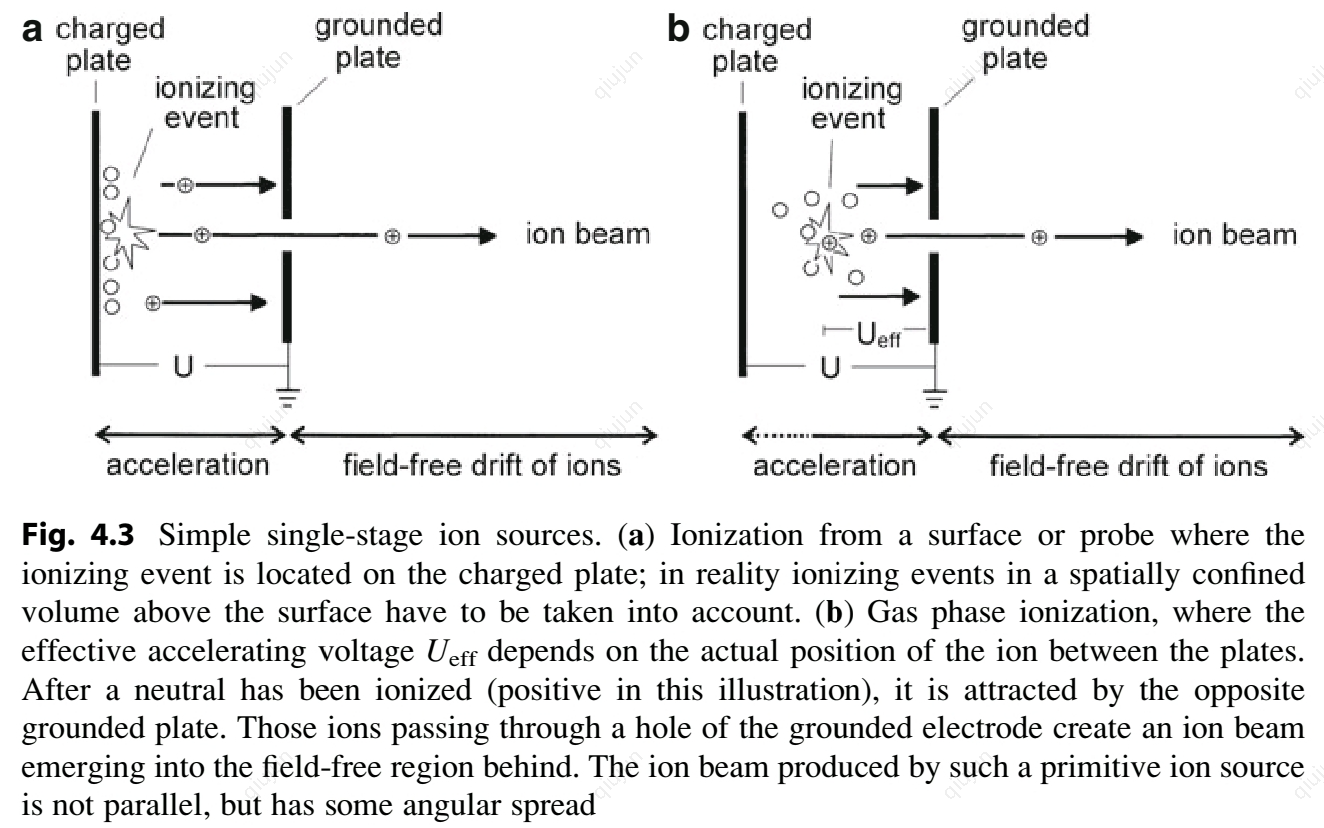 a charged plate
grounded plate
ionizing event
ion beam
U
acceleration
field-free drift of ions
b charged plate
grounded plate
ionizing event
ion beam
Ueff
U
acceleration
field-free drift of ions
Fig. 4.3 Simple single-stage ion sources. (a) Ionization from a surface or probe where the
ionizing event is located on the charged plate; in reality ionizing events in a spatially confined
volume above the surface have to be taken into account. (b) Gas phase ionization, where the
effective accelerating voltage Ueff depends on the actual position of the ion between the plates.
After a neutral has been ionized (positive in this illustration), it is attracted by the opposite
grounded plate. Those ions passing through a hole of the grounded electrode create an ion beam
emerging into the field-free region behind. The ion beam produced by such a primitive ion source
is not parallel, but has some angular spread
qiujun